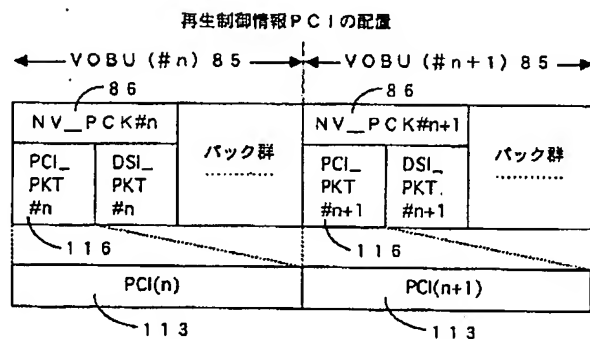 再生制御情報PCIの配置
VOBU (#n) 85
VOBU (#n+1) 85
86
86
NV_PCK#n
パック群
............
NV_PCK#n+1
パック群
............
PCI_
PKT
#n
DSI_
PKT
#n
PCI_
PKT
#n+1
DSI_
PKT.
#n+1
116
116
PCI(n)
PCI(n+1)
113
113